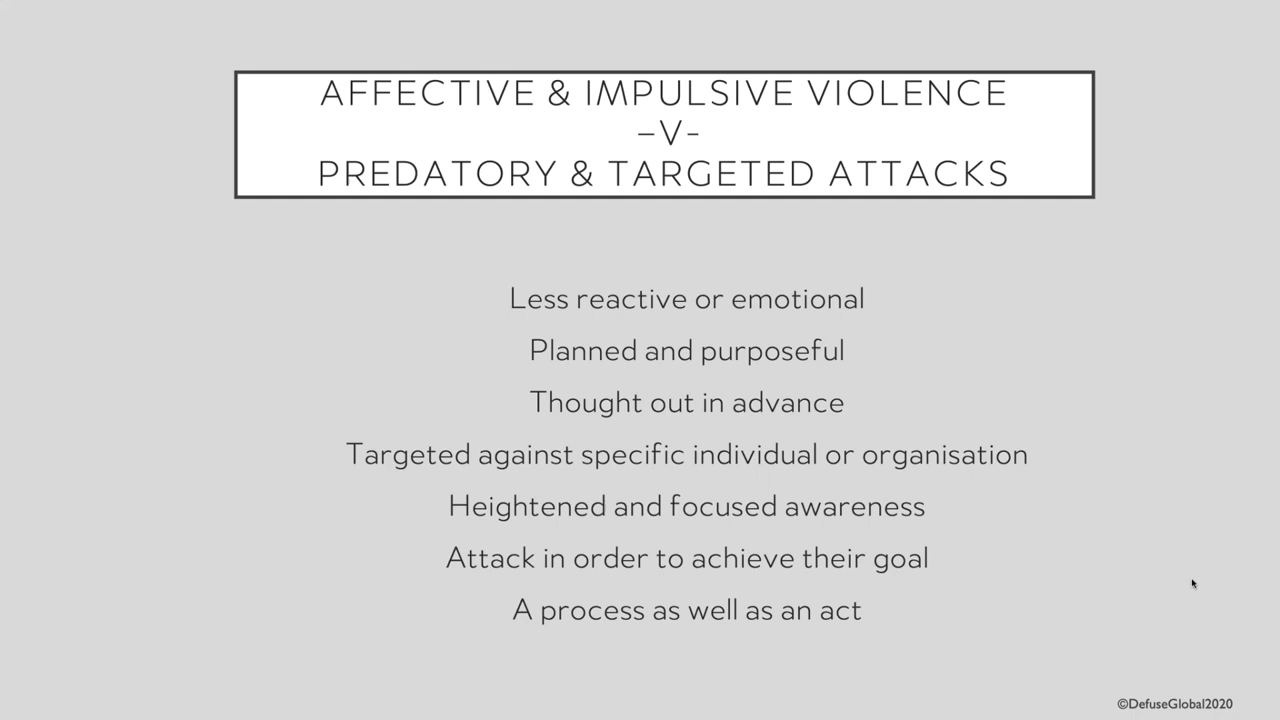 AFFECTIVE & IMPULSIVE VIOLENCE
–V-
PREDATORY & TARGETED ATTACKS
Less reactive or emotional
Planned and purposeful
Thought out in advance
Targeted against specific individual or organisation
Heightened and focused awareness
Attack in order to achieve their goal
A process as well as an act
©DefuseGlobal2020